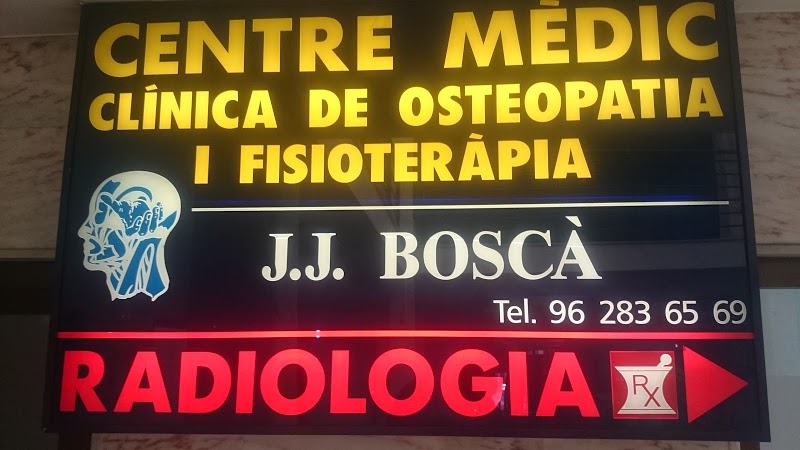 CENTRE MÈDIC
CLÍNICA DE OSTEOPATIA
I FISIOTERÀPIA
J.J. BOSCÀ
Tel. 96 283 65 69
RADIOLOGIA RX